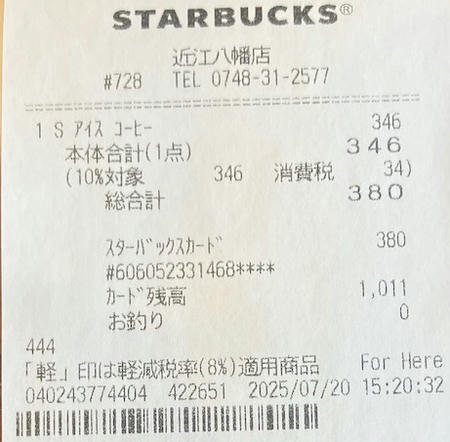 STARBUCKS®
近江八幡店
#728 TEL 0748-31-2577
1 S アイス コーヒー 346
本体合計(1点) 346
(10%対象 346 消費税 34)
総合計 380
スターバックスカード 380
#606052331468****
カード残高 1,011
お釣り 0
444
「軽」印は軽減税率(8%)適用商品 For Here
040243774404 422651 2025/07/20 15:20:32